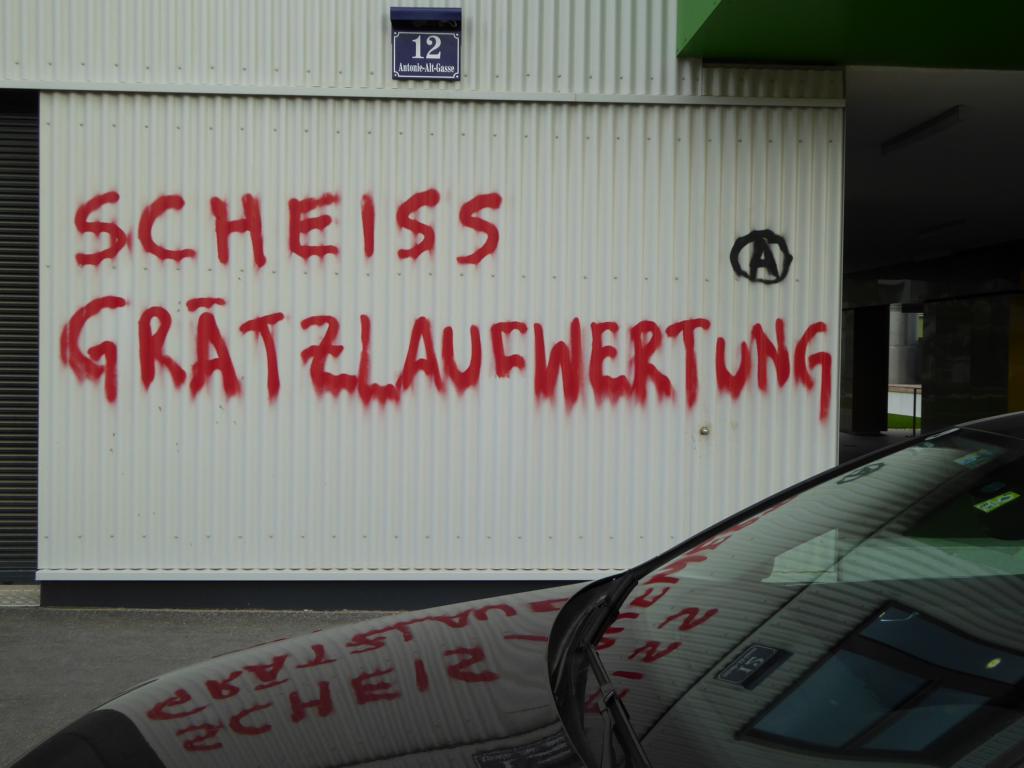 12
Antonie-Alt-Gasse
SCHEISS
A
GRÄTZLAUFWERTUNG